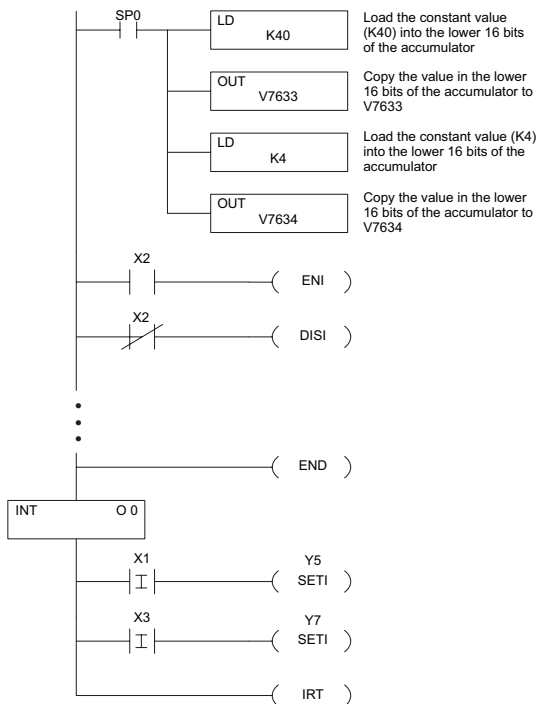 SP0
LD
K40
Load the constant value
(K40) into the lower 16 bits
of the accumulator
OUT
V7633
Copy the value in the lower
16 bits of the accumulator to
V7633
LD
K4
Load the constant value (K4)
into the lower 16 bits of the
accumulator
OUT
V7634
Copy the value in the lower
16 bits of the accumulator to
V7634
X2
( ENI )
X2
( DISI )
( END )
INT O 0
X1 Y5
( SETI )
X3 Y7
( SETI )
( IRT )